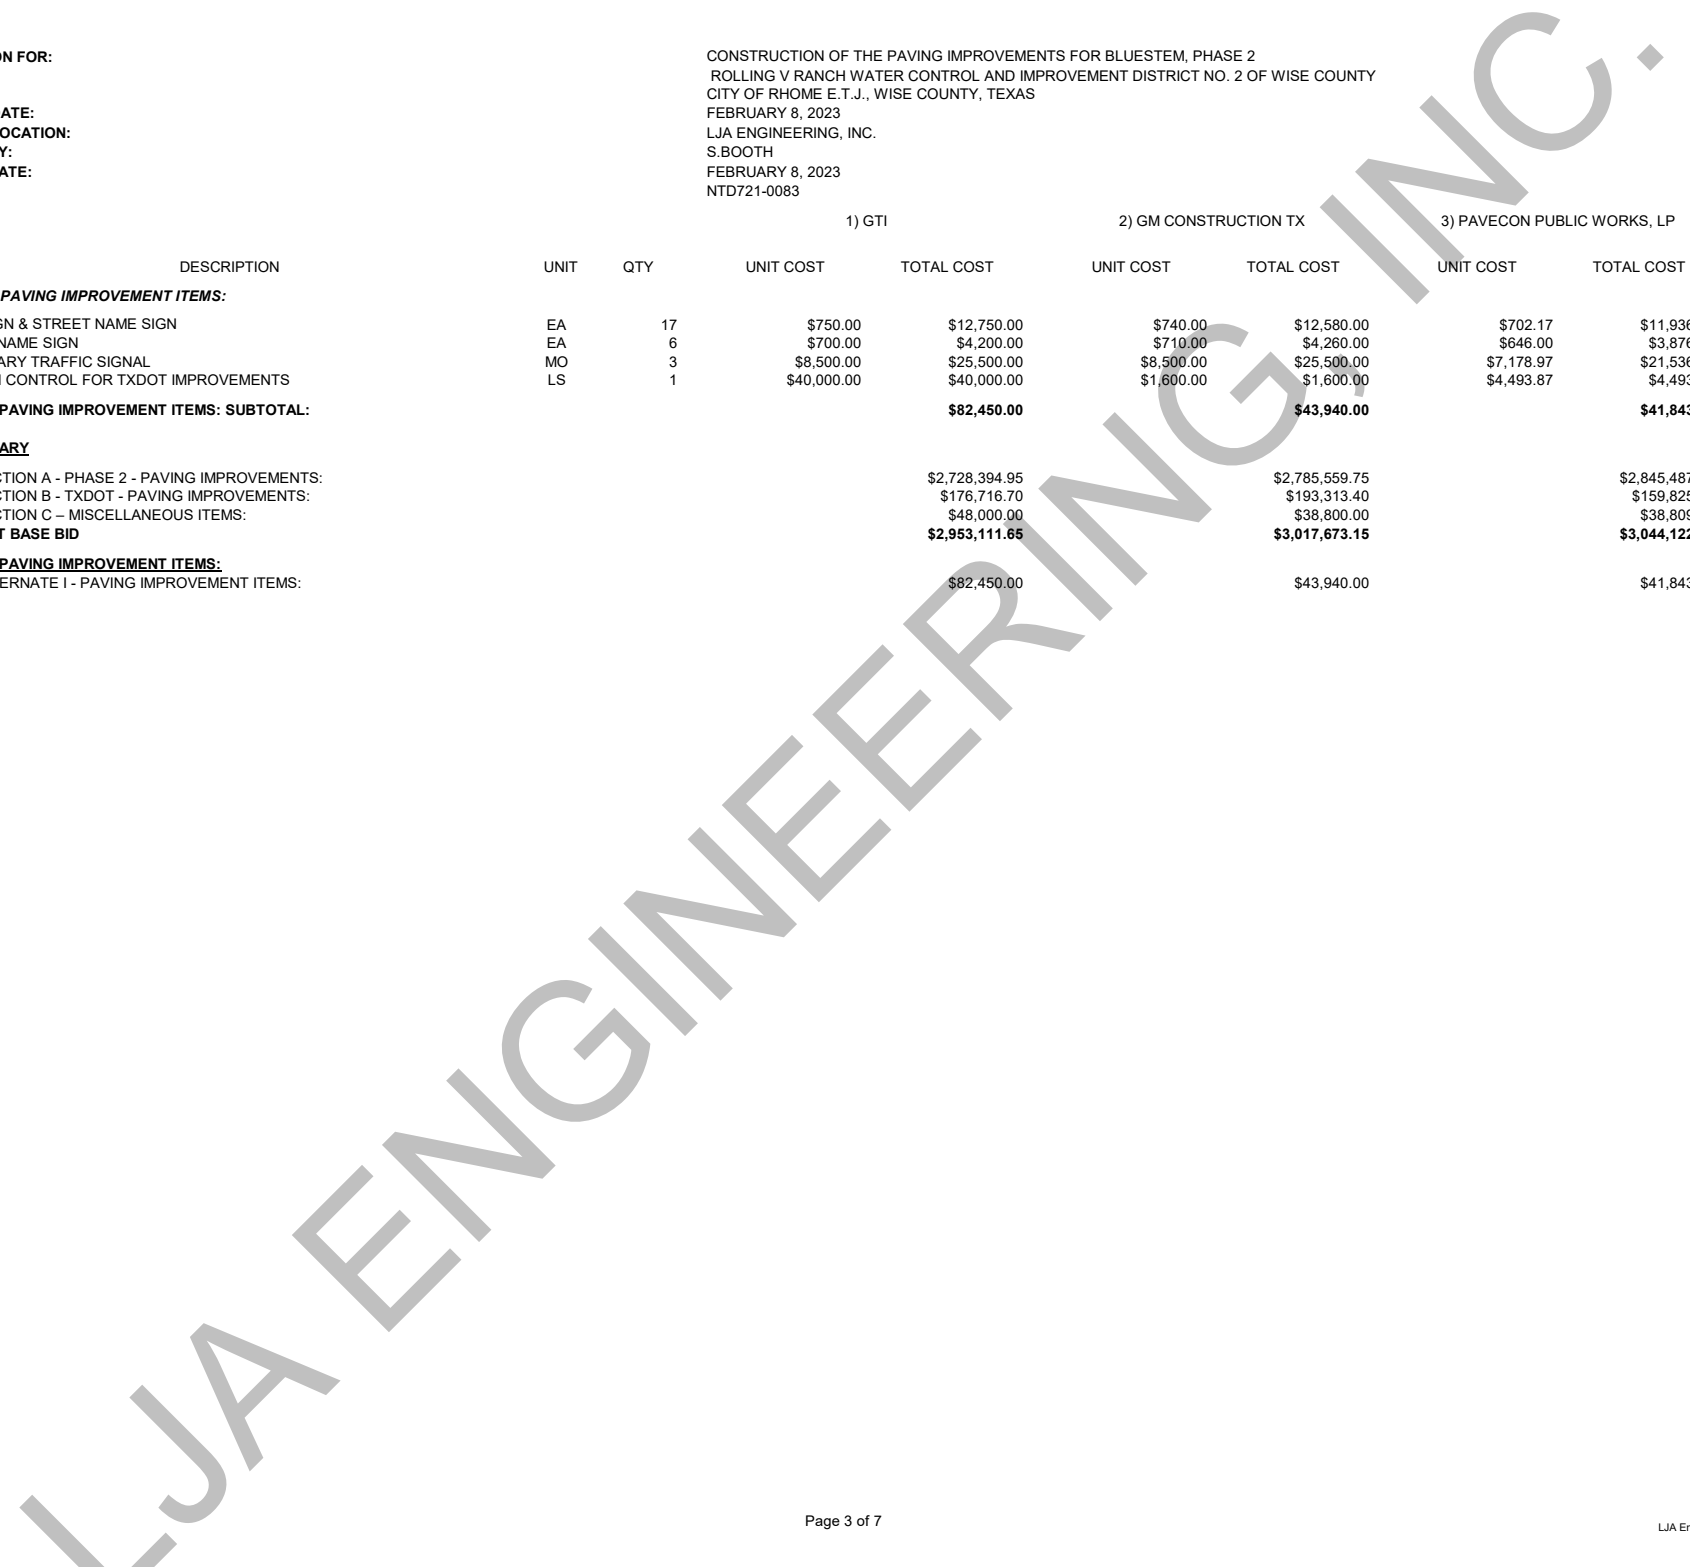 ON FOR: CONSTRUCTION OF THE PAVING IMPROVEMENTS FOR BLUESTEM, PHASE 2
ROLLING V RANCH WATER CONTROL AND IMPROVEMENT DISTRICT NO. 2 OF WISE COUNTY
CITY OF RHOME E.T.J., WISE COUNTY, TEXAS
ATE: FEBRUARY 8, 2023
OCATION: LJA ENGINEERING, INC.
Y: S.BOOTH
ATE: FEBRUARY 8, 2023
NTD721-0083
1) GTI 2) GM CONSTRUCTION TX 3) PAVECON PUBLIC WORKS, LP
DESCRIPTION UNIT QTY UNIT COST TOTAL COST UNIT COST TOTAL COST UNIT COST TOTAL COST
PAVING IMPROVEMENT ITEMS:
GN & STREET NAME SIGN EA 17 $750.00 $12,750.00 $740.00 $12,580.00 $702.17 $11,936
NAME SIGN EA 6 $700.00 $4,200.00 $710.00 $4,260.00 $646.00 $3,876
ARY TRAFFIC SIGNAL MO 3 $8,500.00 $25,500.00 $8,500.00 $25,500.00 $7,178.97 $21,536
CONTROL FOR TXDOT IMPROVEMENTS LS 1 $40,000.00 $40,000.00 $1,600.00 $1,600.00 $4,493.87 $4,493
PAVING IMPROVEMENT ITEMS: SUBTOTAL: $82,450.00 $43,940.00 $41,843
ARY
CTION A - PHASE 2 - PAVING IMPROVEMENTS: $2,728,394.95 $2,785,559.75 $2,845,487
CTION B - TXDOT - PAVING IMPROVEMENTS: $176,716.70 $193,313.40 $159,825
CTION C – MISCELLANEOUS ITEMS: $48,000.00 $38,800.00 $38,809
T BASE BID $2,953,111.65 $3,017,673.15 $3,044,122
PAVING IMPROVEMENT ITEMS:
ERNATE I - PAVING IMPROVEMENT ITEMS: $82,450.00 $43,940.00 $41,843
LJA ENGINEERING, INC.
Page 3 of 7
LJA En